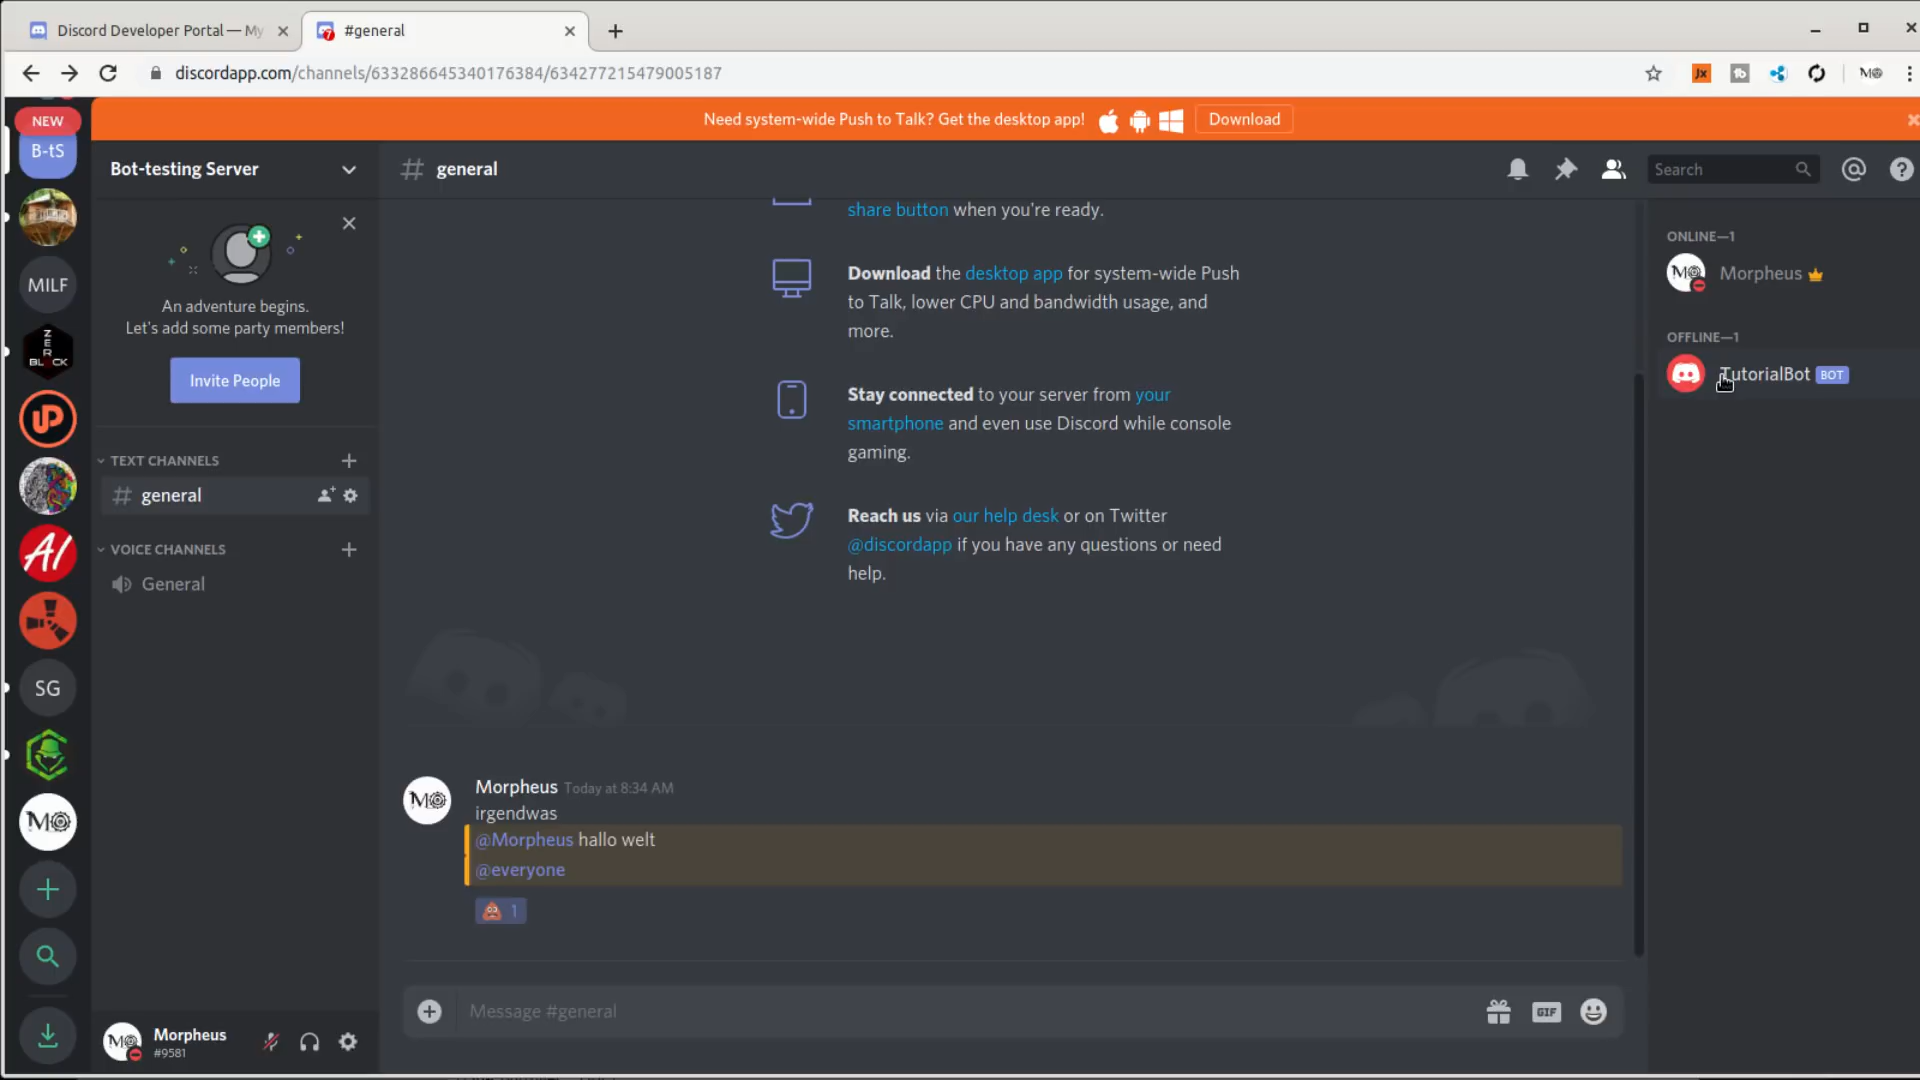 Discord Developer Portal — My
#general
discordapp.com/channels/633286645340176384/634277215479005187
Need system-wide Push to Talk? Get the desktop app!
Download
NEW
B-tS
MILF
ZER
BLOCK
UP
AI
SG
MO
Bot-testing Server
An adventure begins.
Let's add some party members!
Invite People
TEXT CHANNELS
general
VOICE CHANNELS
General
Morpheus
#9581
general
Search
share button when you're ready.
Download the desktop app for system-wide Push
to Talk, lower CPU and bandwidth usage, and
more.
Stay connected to your server from your
smartphone and even use Discord while console
gaming.
Reach us via our help desk or on Twitter
@discordapp if you have any questions or need
help.
Morpheus Today at 8:34 AM
irgendwas
@Morpheus hallo welt
@everyone
1
Message #general
GIF
ONLINE—1
Morpheus
OFFLINE—1
TutorialBot BOT